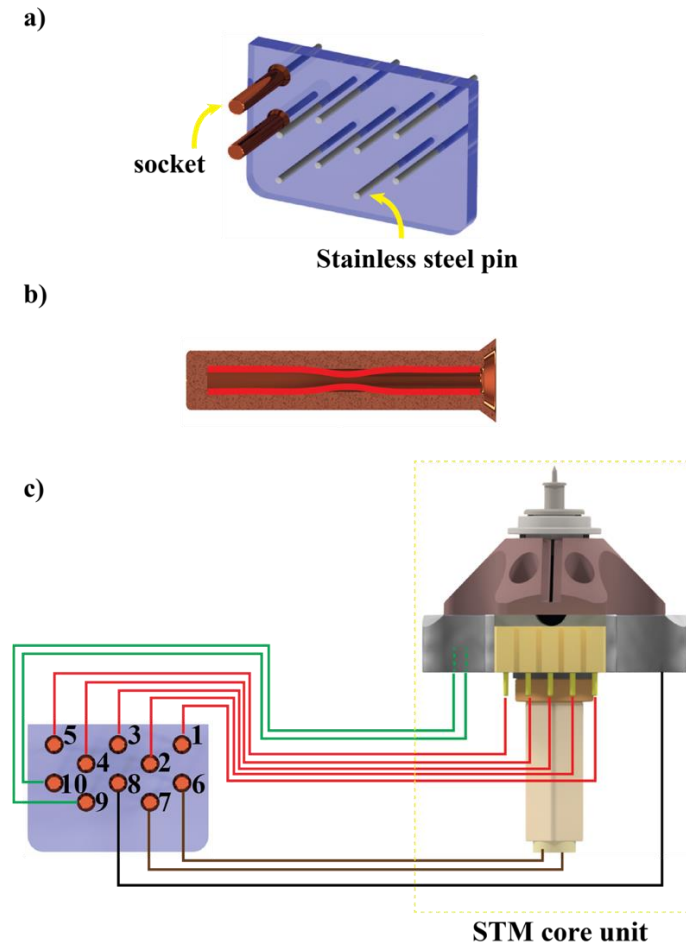 a)
socket
Stainless steel pin
b)
c)
5 3 1
4 2
10 8 6
9 7
STM core unit